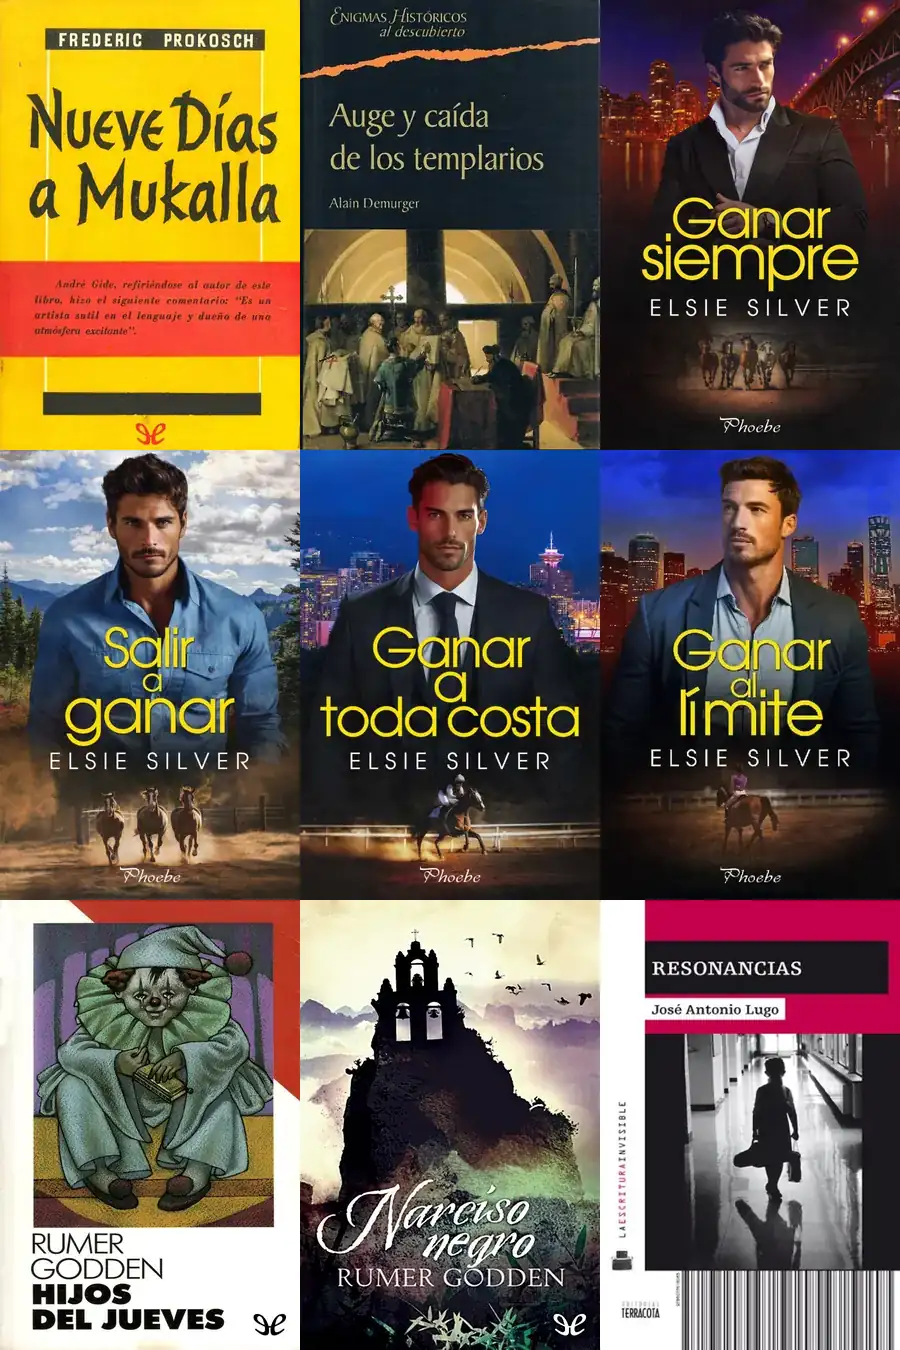 FREDERIC PROKOSCH
NUEVE DÍAS
a MUKALLA
André Gide, refiriéndose al autor de este
libro, hizo el siguiente comentario: "Es un
artista sutil en el lenguaje y dueño de una
atmósfera excitante".
ENIGMAS HISTÓRICOS
al descubierto
Auge y caída
de los templarios
Alain Demurger
Ganar
siempre
ELSIE SILVER
Phoebe
Salir
a
ganar
ELSIE SILVER
Phoebe
Ganar
a
toda costa
ELSIE SILVER
Phoebe
Ganar
al
límite
ELSIE SILVER
Phoebe
RUMER
GODDEN
HIJOS
DEL JUEVES
Narciso
negro
RUMER GODDEN
RESONANCIAS
José Antonio Lugo
LAESCRITURAINVISIBLE
EDITORIAL
TERRACOTA